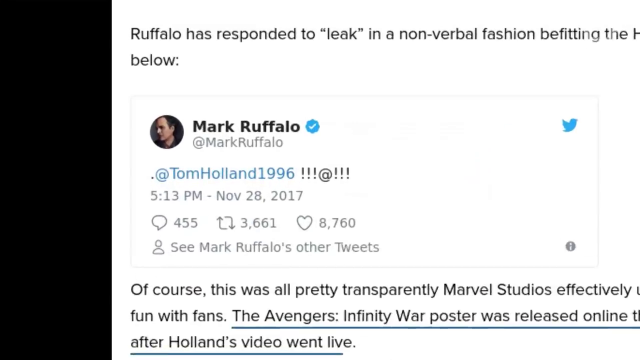 Ruffalo has responded to “leak” in a non-verbal fashion befitting the H
below:
Mark Ruffalo
@MarkRuffalo
.@TomHolland1996 !!!@!!!
5:13 PM - Nov 28, 2017
455 3,661 8,760
See Mark Ruffalo's other Tweets
Of course, this was all pretty transparently Marvel Studios effectively u
fun with fans. The Avengers: Infinity War poster was released online th
after Holland’s video went live.